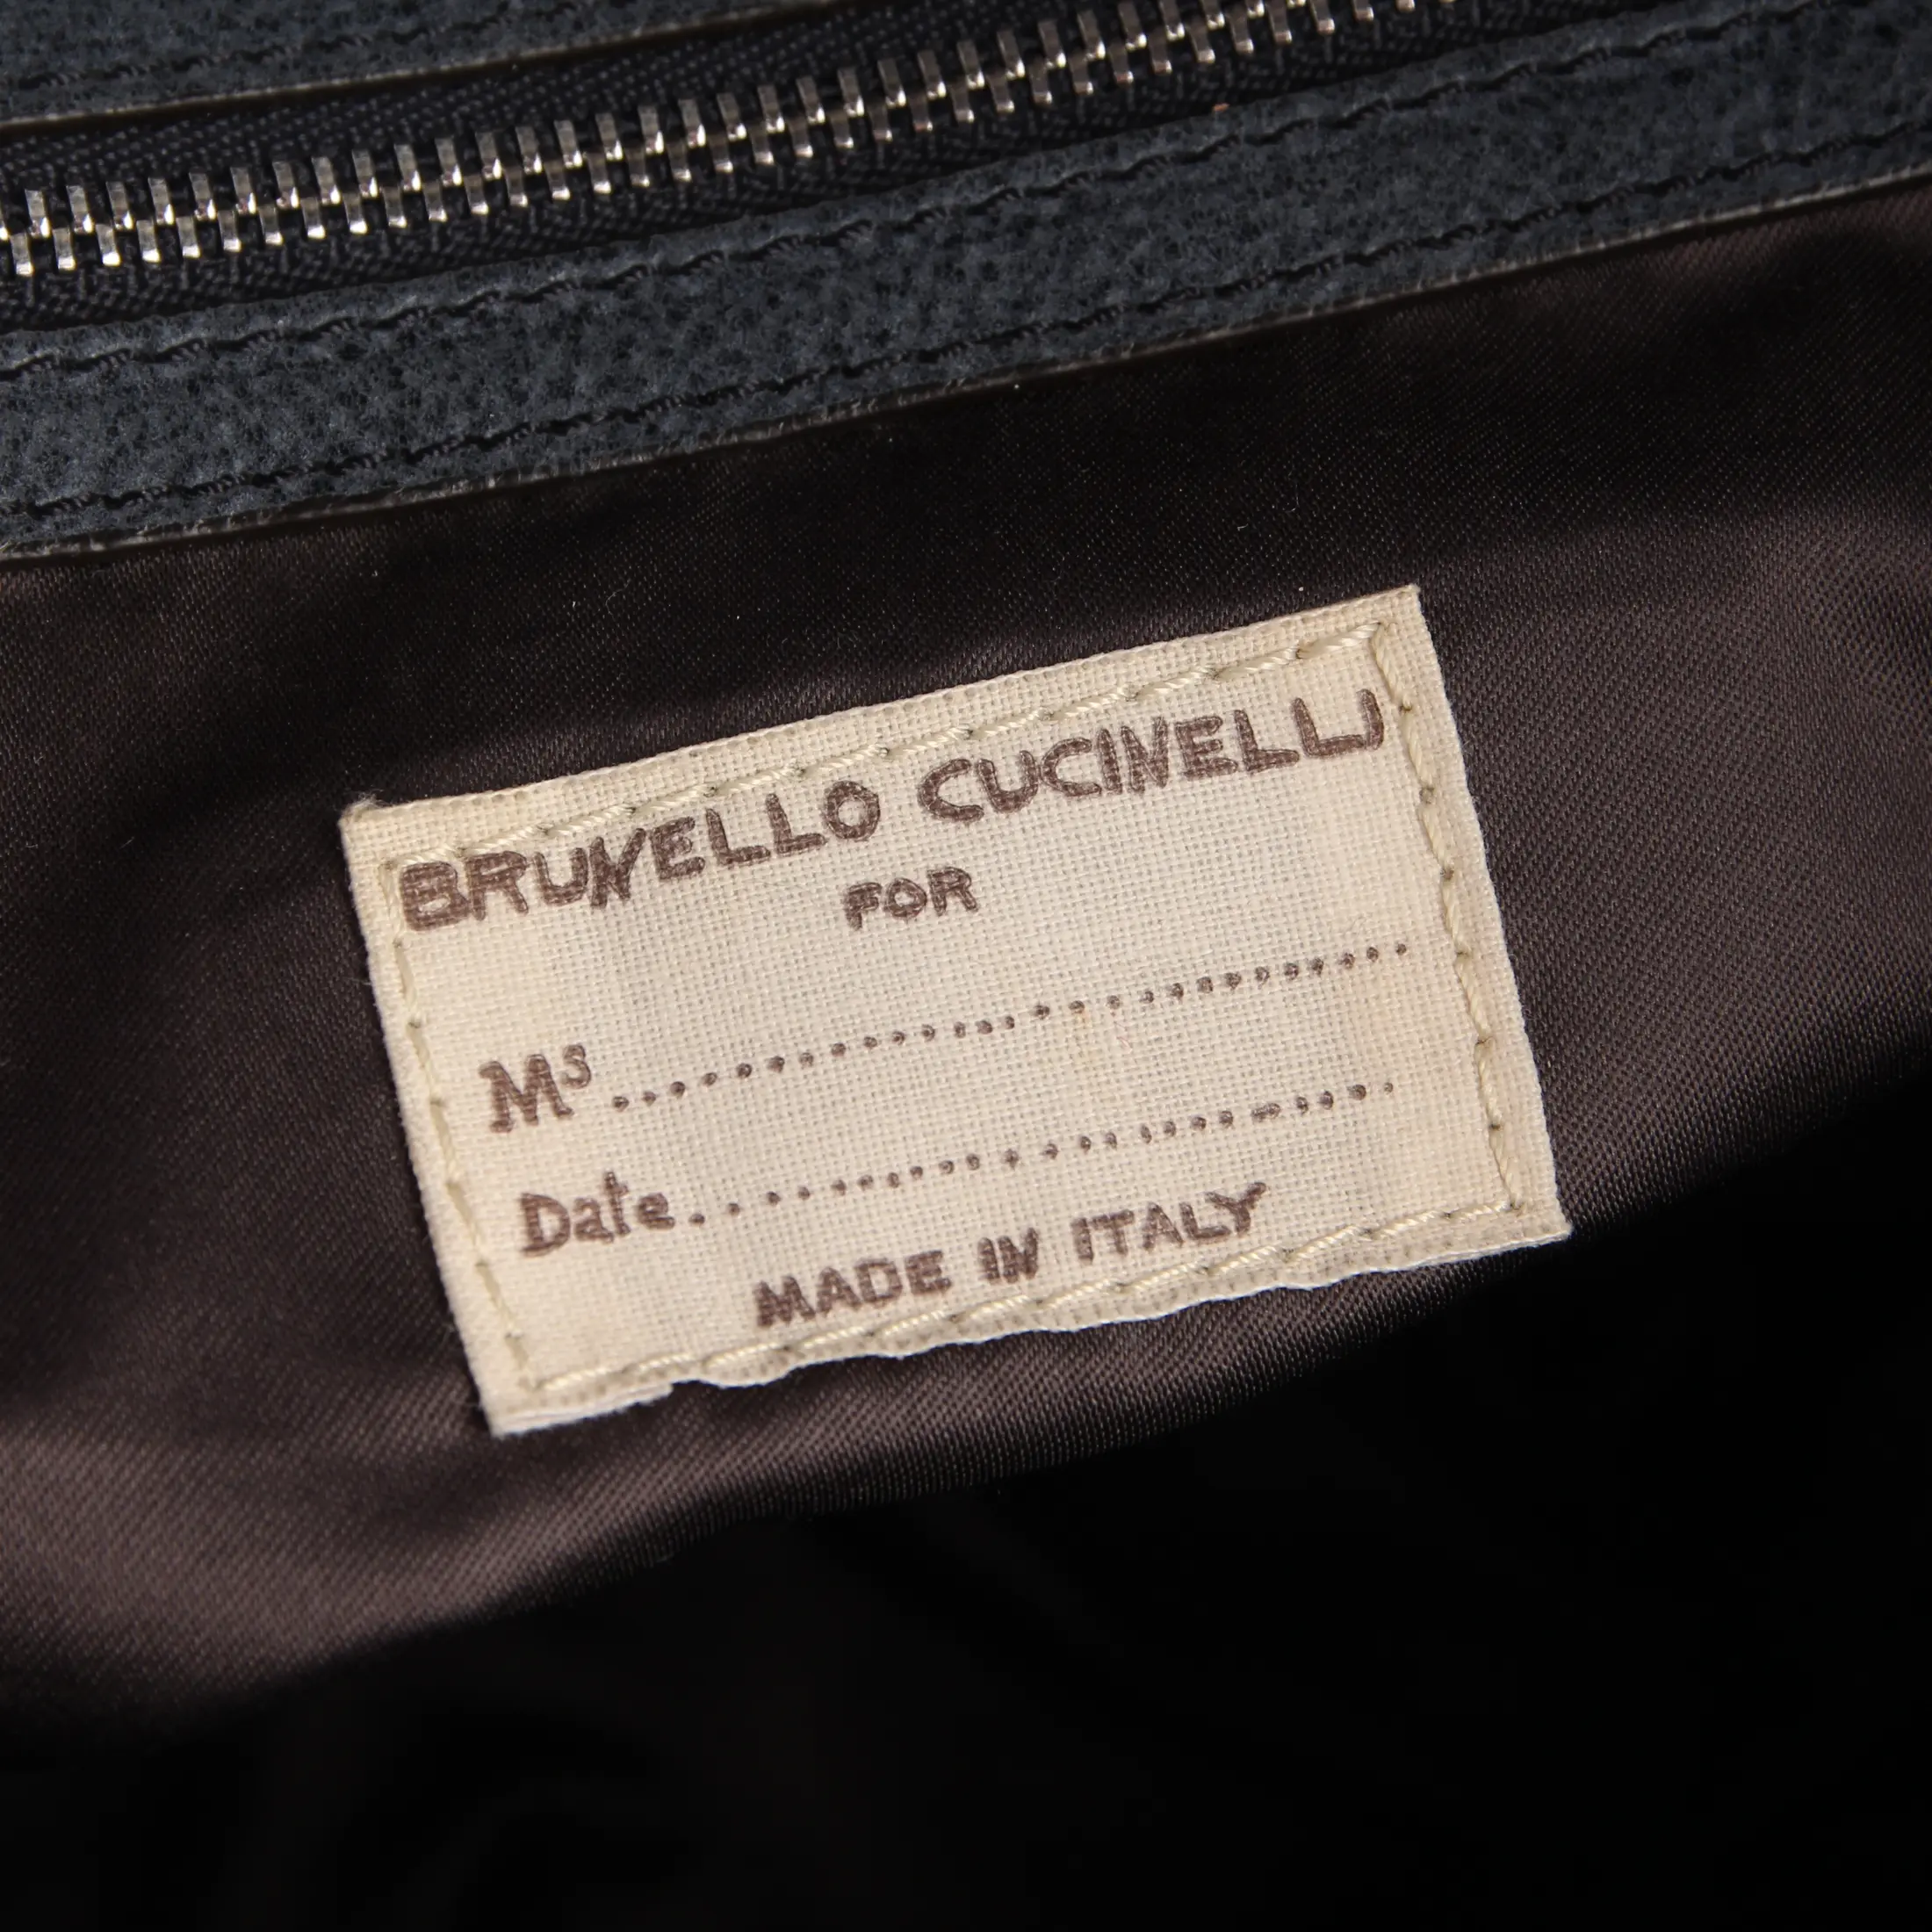 BRUNELLO CUCINELLI
FOR
Ms........................
Date........................
MADE IN ITALY